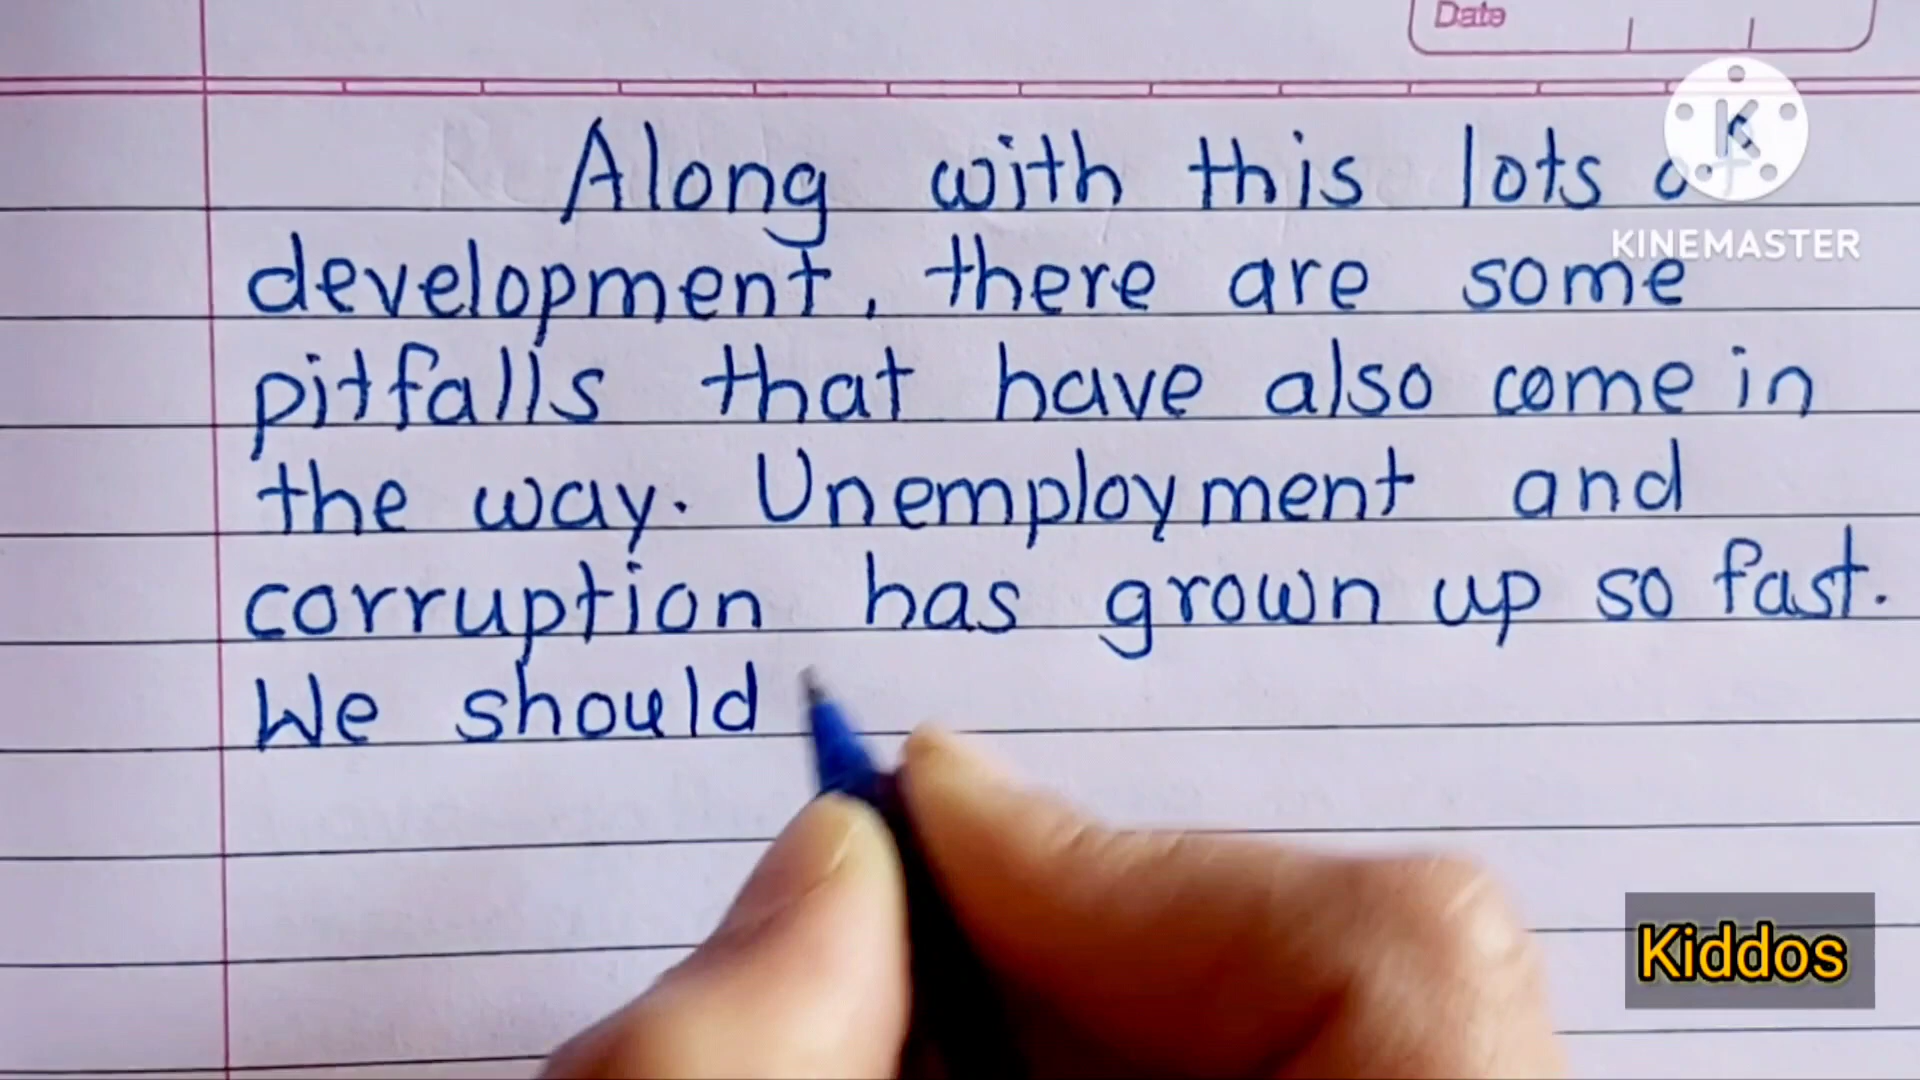 Date
Along with this lots of
development, there are some
pitfalls that have also come in
the way. Unemployment and
corruption has grown up so fast.
We should
K
KINEMASTER
Kiddos